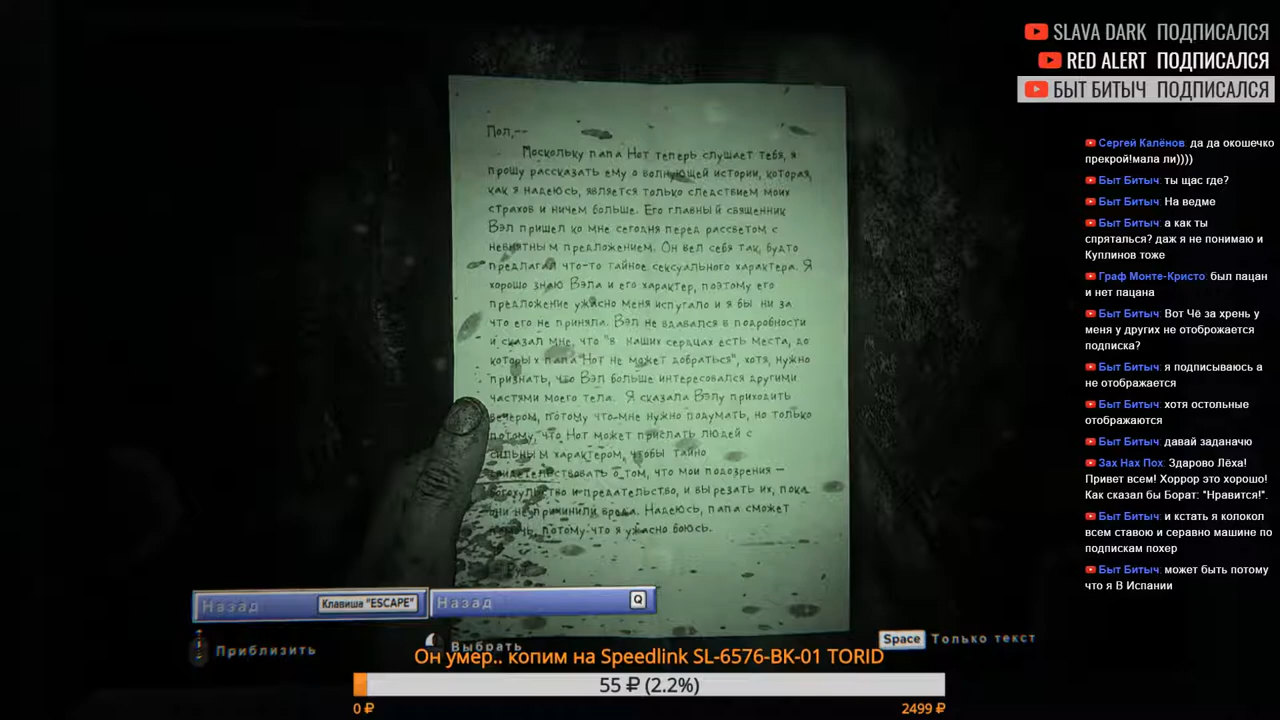 SLAVA DARK ПОДПИСАЛСЯ
RED ALERT ПОДПИСАЛСЯ
БЫТ БИТЫЧ ПОДПИСАЛСЯ
Пол,--
Поскольку папа Нот теперь слушает тебя, я
прошу рассказать ему о волнующей истории, которая,
как я надеюсь, является только следствием моих
страхов и ничем больше. Его главный священник
Вэл пришел ко мне сегодня перед рассветом с
невнятным предложением. Он вел себя так, будто
предлагал что-то тайное сексуального характера. Я
хорошо знаю Вэла и его характер, поэтому его
предложение ужасно меня испугало и я бы ни за
что его не приняла. Вэл не вдавался в подробности
и сказал мне, что "в наших сердцах есть места, до
которых папа Нот не может добраться", хотя, нужно
признать, что Вэл больше интересовался другими
частями моего тела. Я сказала Вэлу приходить
вечером, потому что мне нужно подумать, но только
потому, что Нот может прислать людей с
сильным характером, чтобы тайно
свидетельствовать о том, что мои подозрения —
богохульство и предательство, и вырезать их, пока
они не причинили вреда. Надеюсь, папа сможет
помочь, потому что я ужасно боюсь.
Назад Клавиша "ESCAPE" Назад Q
Приблизить Выбрать Space Только текст
Он умер.. копим на Speedlink SL-6576-BK-01 TORID
55 ₽ (2.2%)
0 ₽ 2499 ₽
Сергей Калёнов: да да окошечко
прекрой!мала ли))))
Быт Битыч: ты щас где?
Быт Битыч: На ведме
Быт Битыч: а как ты
спряталься? даж я не понимаю и
Куплинов тоже
Граф Монте-Кристо: был пацан
и нет пацана
Быт Битыч: Вот Чё за хрень у
меня у других не отоброжается
подписка?
Быт Битыч: я подписываюсь а
не отображается
Быт Битыч: хотя остольные
отображаются
Быт Битыч: давай заданачю
Зах Нах Пох: Здарово Лёха!
Привет всем! Хоррор это хорошо!
Как сказал бы Борат: "Нравится!".
Быт Битыч: и кстать я колокол
всем ставою и серавно машине по
подпискам похер
Быт Битыч: может быть потому
что я В Испании